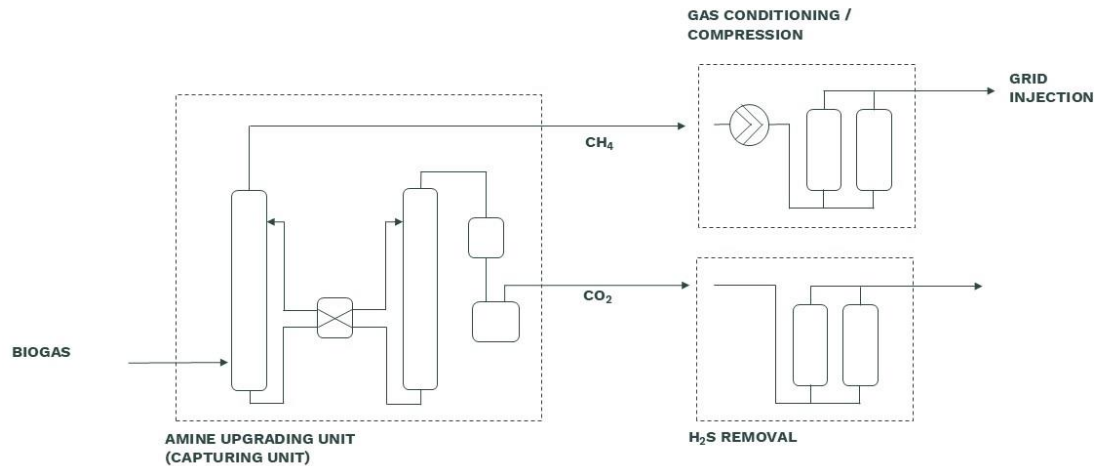 GAS CONDITIONING /
COMPRESSION
GRID
INJECTION
CH₄
CO₂
BIOGAS
AMINE UPGRADING UNIT
(CAPTURING UNIT)
H₂S REMOVAL